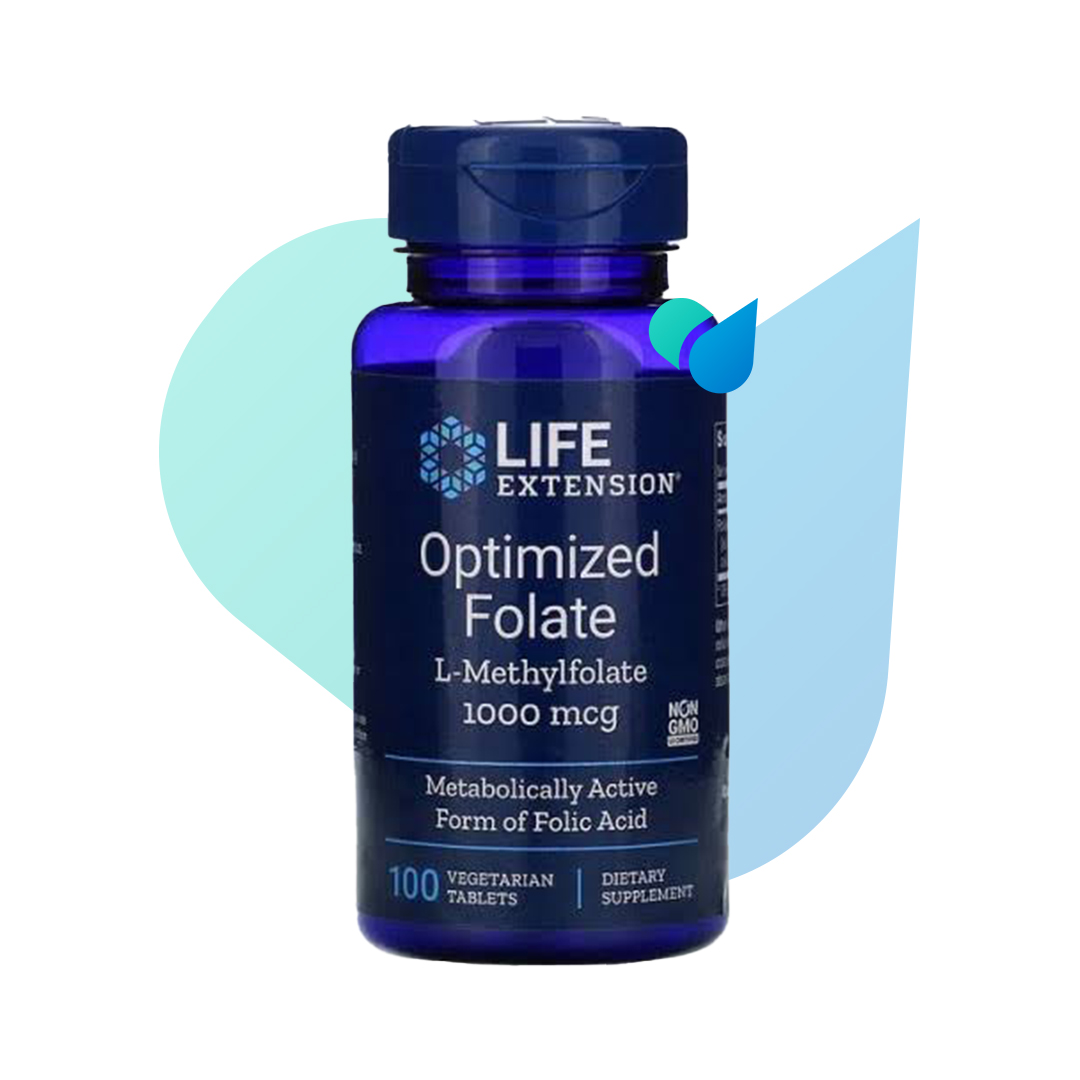 LIFE
EXTENSION®
Optimized
Folate
L-Methylfolate
1000 mcg
NON
GMO
Metabolically Active
Form of Folic Acid
100 VEGETARIAN
TABLETS
DIETARY
SUPPLEMENT